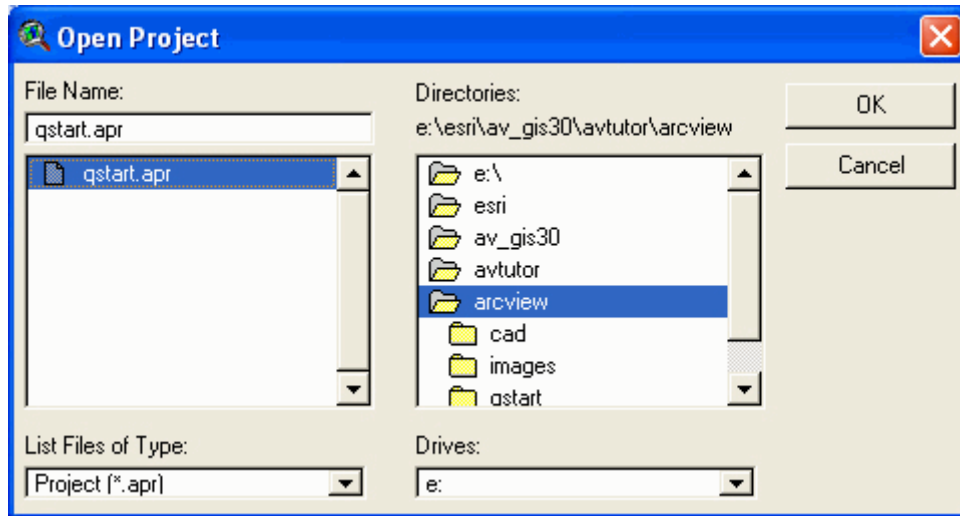 Open Project
File Name:
qstart.apr
qstart.apr
List Files of Type:
Project (*.apr)
Directories:
e:\esri\av_gis30\avtutor\arcview
e:\
esri
av_gis30
avtutor
arcview
cad
images
qstart
Drives:
e:
OK
Cancel